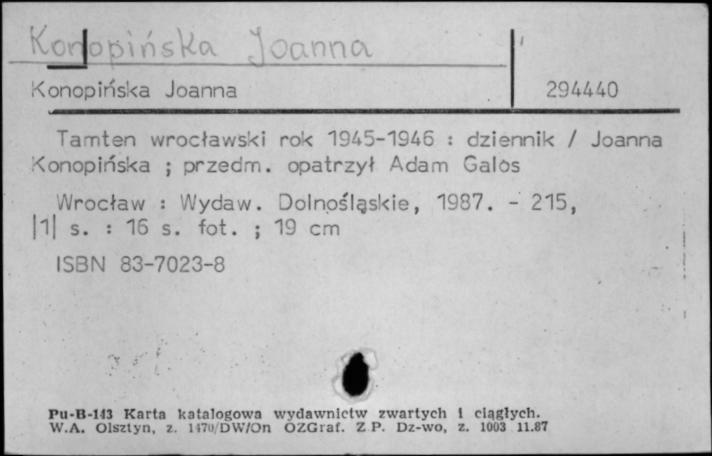 Konopińska Joanna
Konopińska Joanna 294440
Tamten wrocławski rok 1945-1946 : dziennik / Joanna
Konopińska ; przedm. opatrzył Adam Galos
Wrocław : Wydaw. Dolnośląskie, 1987. - 215,
|1| s. : 16 s. fot. ; 19 cm
ISBN 83-7023-8
Pu-B-143 Karta katalogowa wydawnictw zwartych i ciągłych.
W.A. Olsztyn, z. 1470/DW/On OZGraf. Z.P. Dz-wo, z. 1003 11.87